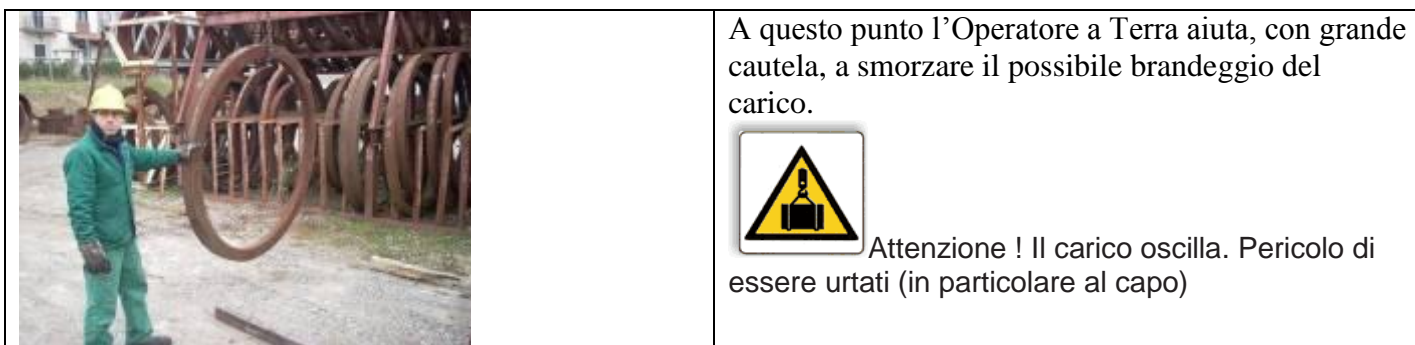 A questo punto l’Operatore a Terra aiuta, con grande
cautela, a smorzare il possibile brandeggio del
carico.
Attenzione ! Il carico oscilla. Pericolo di
essere urtati (in particolare al capo)